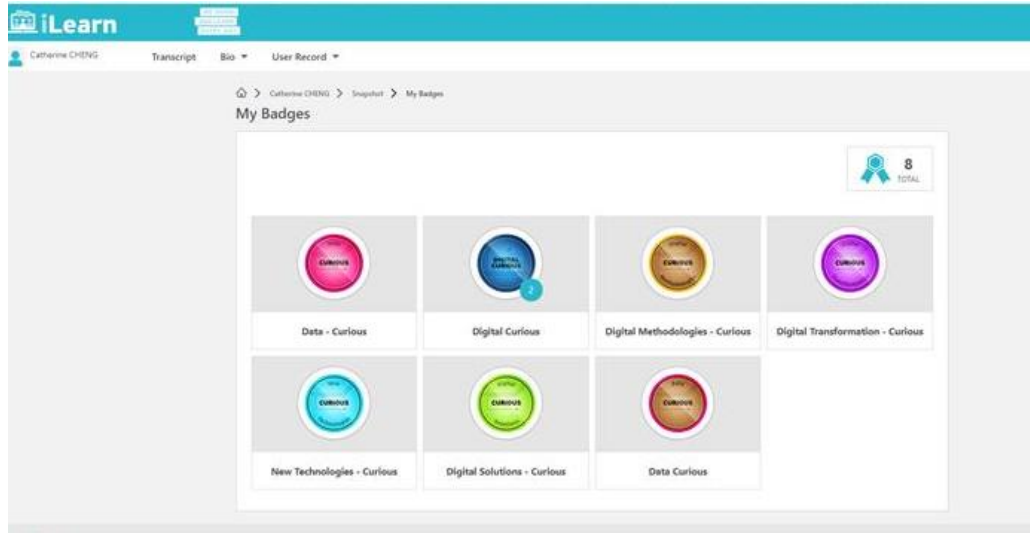 iLearn
Catherine CHENG
Transcript Bio User Record
Catherine CHENG > Snapshot > My Badges
My Badges
8
TOTAL
CURIOUS
DIGITAL
CURIOUS
2
CURIOUS
CURIOUS
Data - Curious
Digital Curious
Digital Methodologies - Curious
Digital Transformation - Curious
CURIOUS
CURIOUS
CURIOUS
New Technologies - Curious
Digital Solutions - Curious
Data Curious